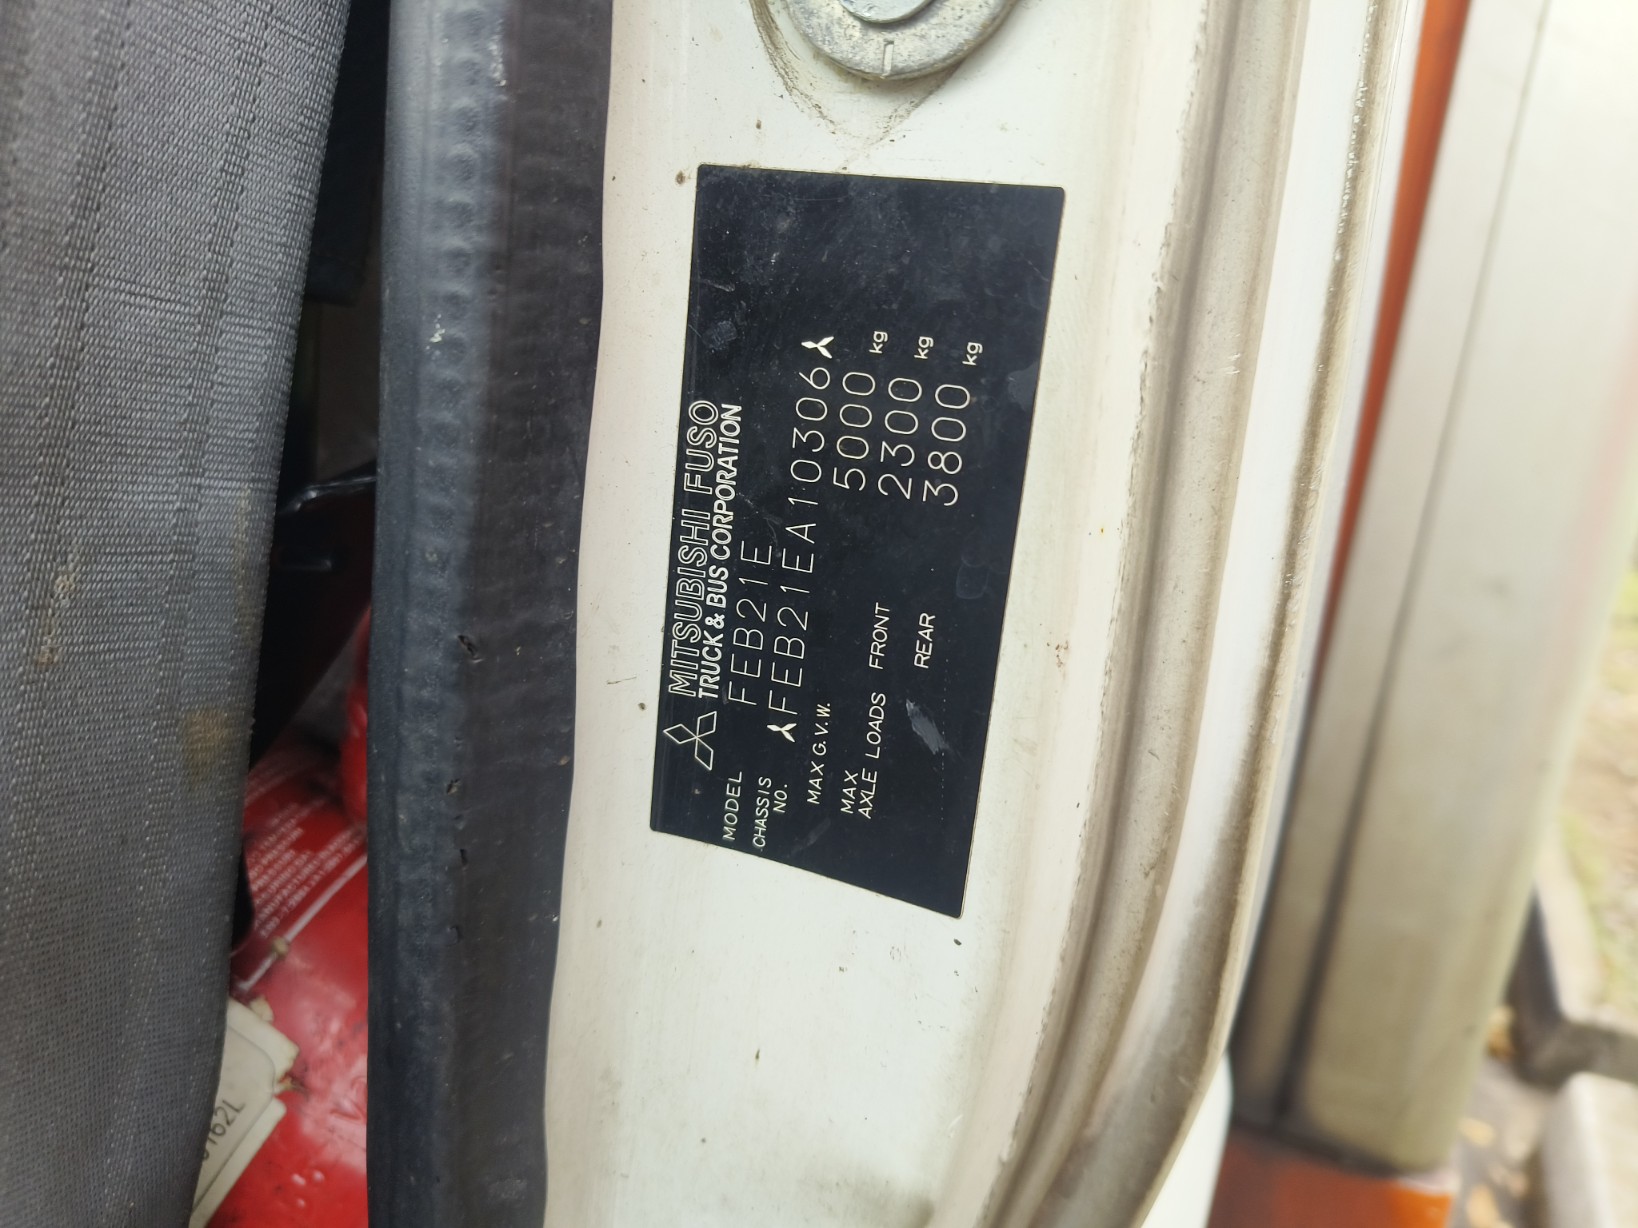 MITSUBISHI FUSO
TRUCK & BUS CORPORATION
MODEL FEB21E
CHASSIS NO. FEB21EA10306
MAX G.V.W. 5000 kg
MAX AXLE LOADS FRONT 2300 kg
REAR 3800 kg
162L